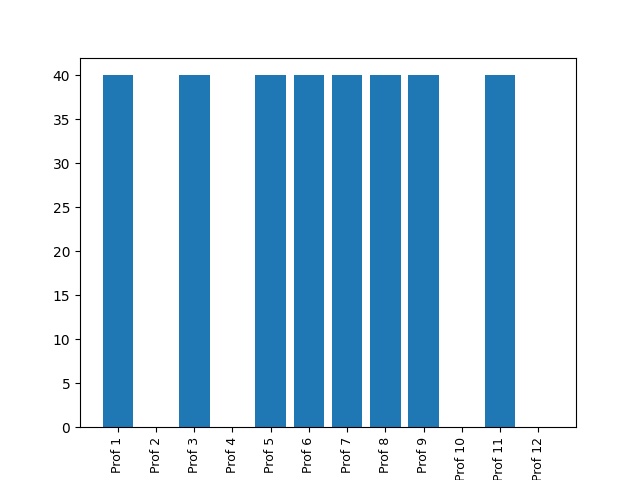 40
35
30
25
20
15
10
5
0
Prof 1
Prof 2
Prof 3
Prof 4
Prof 5
Prof 6
Prof 7
Prof 8
Prof 9
Prof 10
Prof 11
Prof 12